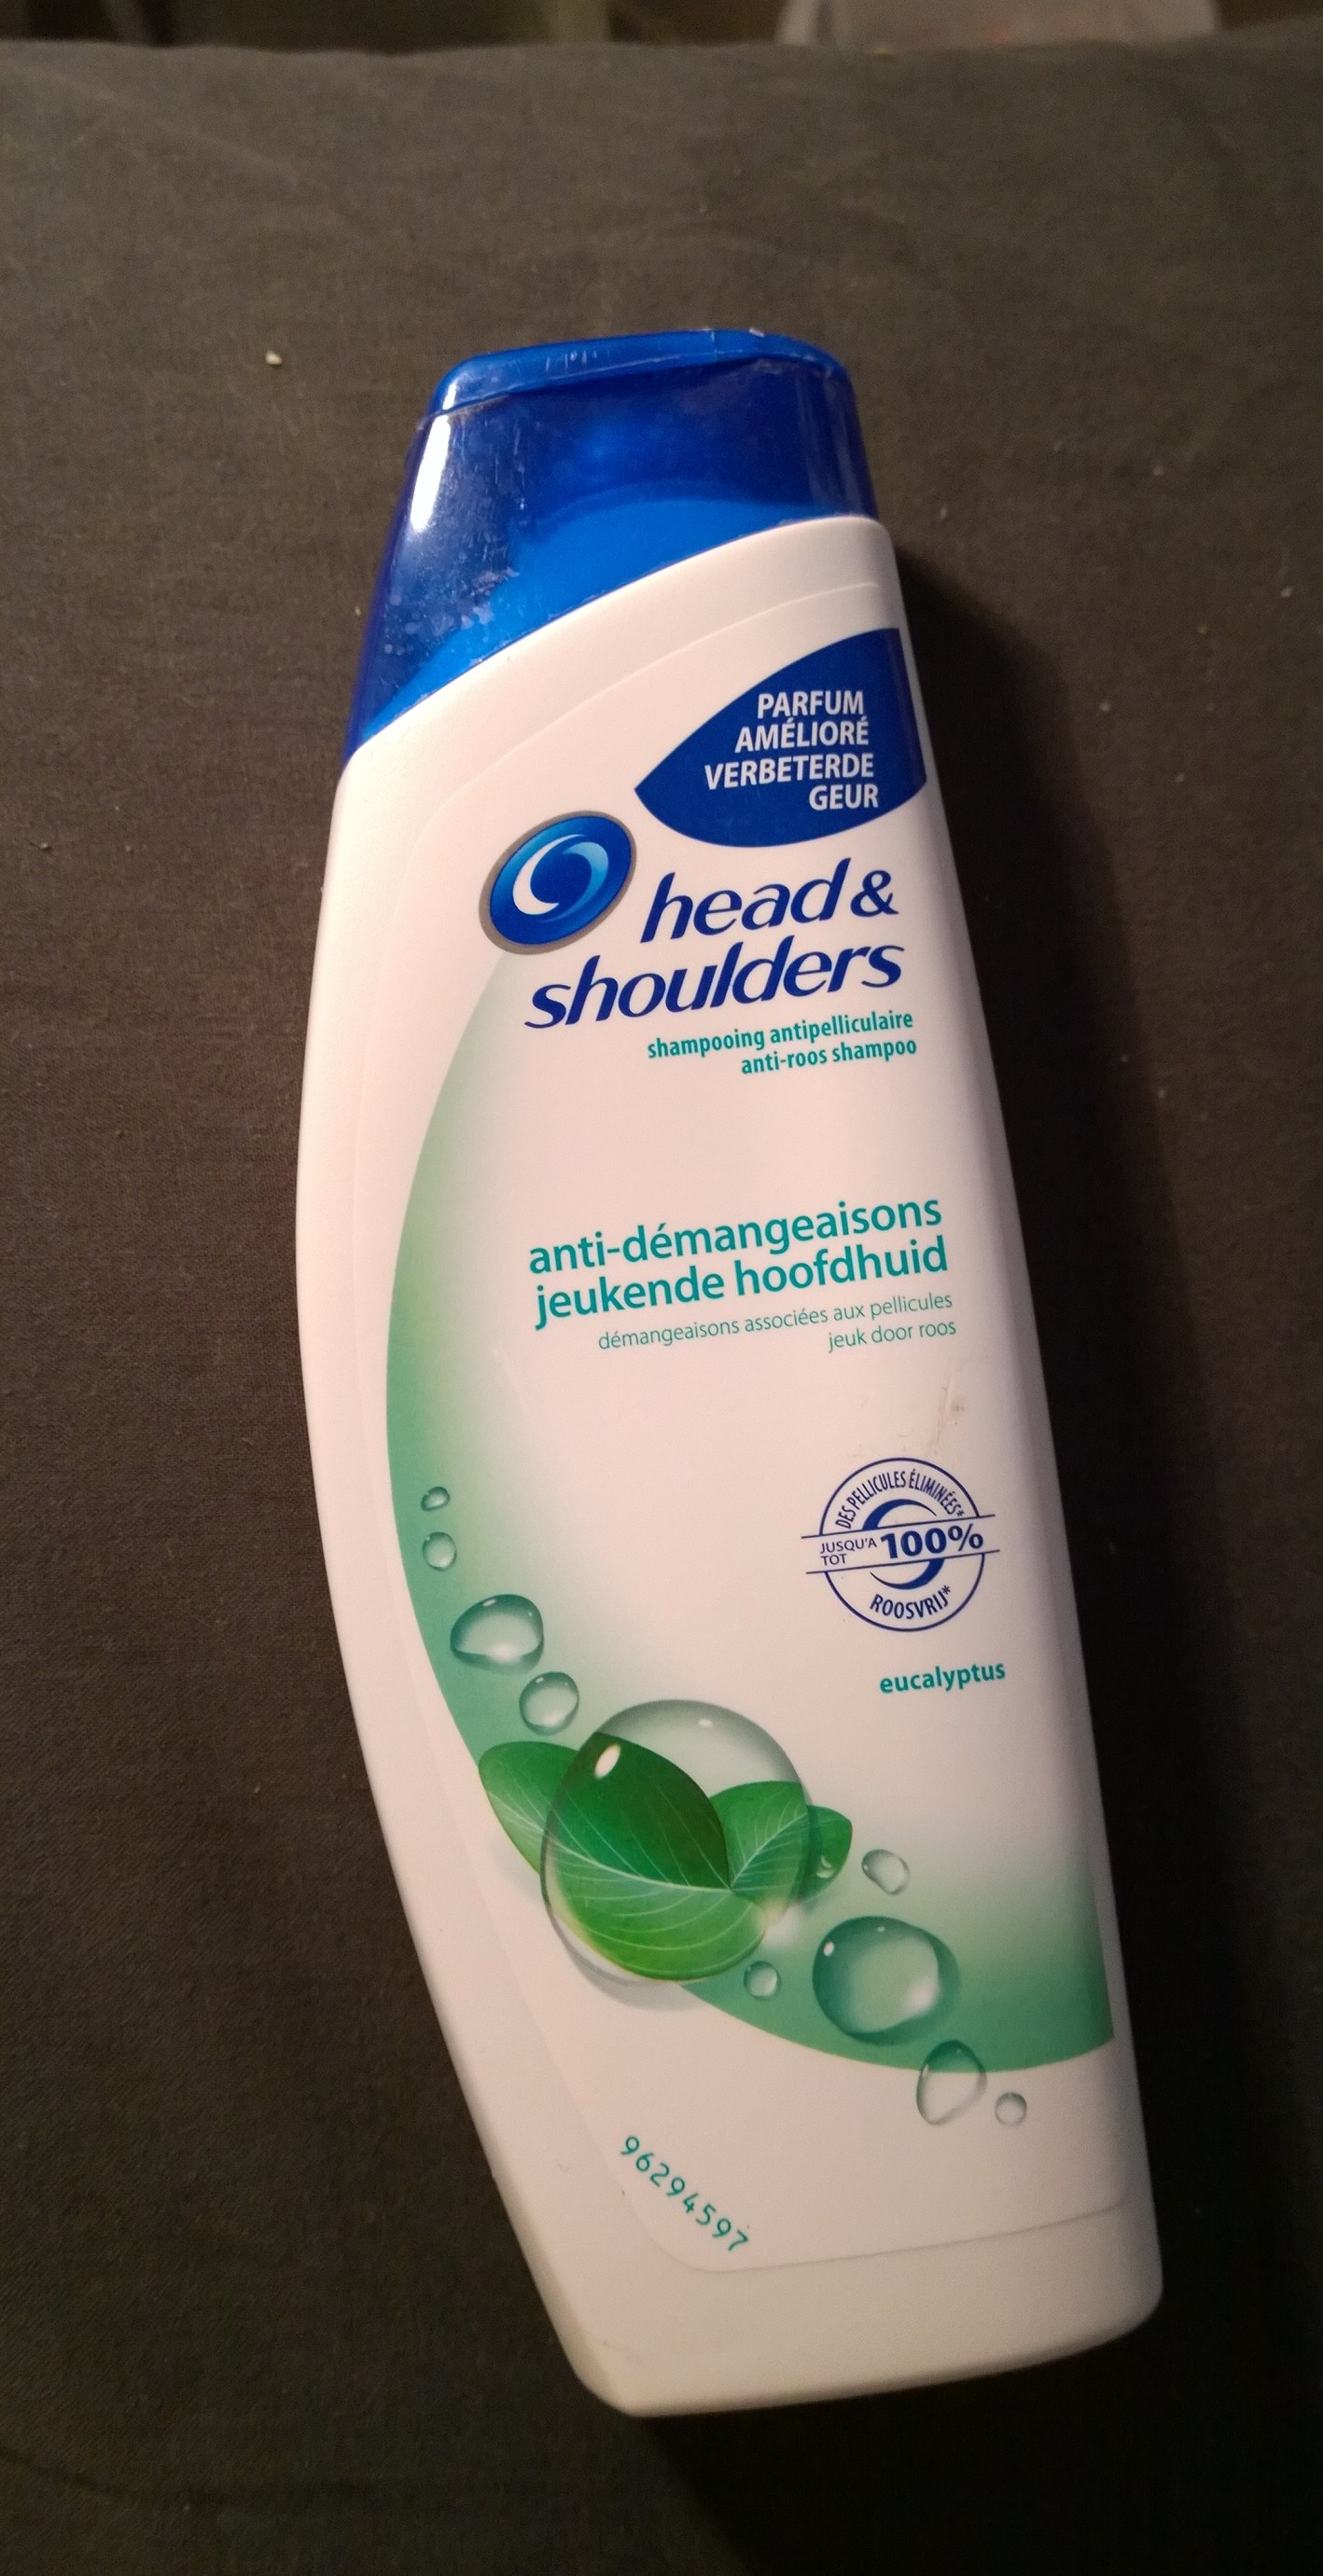 PARFUM
AMÉLIORÉ
VERBETERDE
GEUR
head &
shoulders
shampooing antipelliculaire
anti-roos shampoo
anti-démangeaisons
jeukende hoofdhuid
démangeaisons associées aux pellicules
jeuk door roos
DES PELLICULES ÉLIMINÉES*
JUSQU'A
TOT
100%
ROOSVRIJ*
eucalyptus
96294597